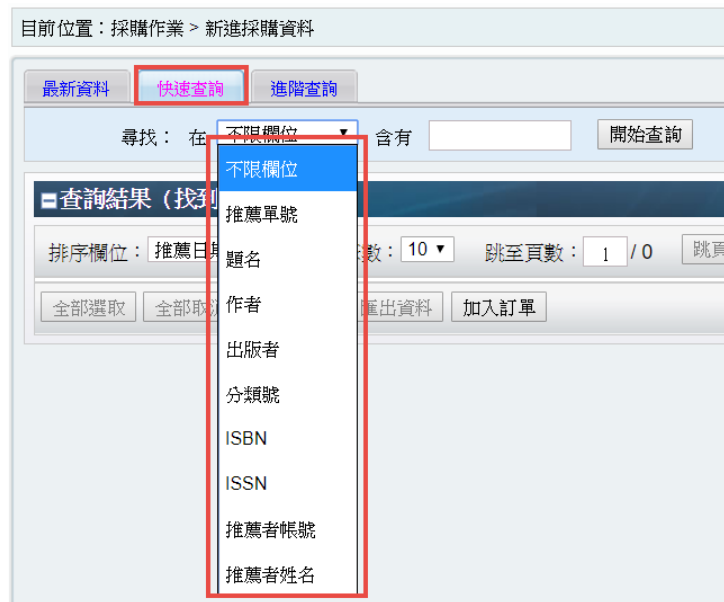 目前位置：採購作業 > 新進採購資料
最新資料 快速查詢 進階查詢
尋找： 在 不限欄位 ▼ 含有 開始查詢
不限欄位
推薦單號
題名
作者
出版者
分類號
ISBN
ISSN
推薦者帳號
推薦者姓名
查詢結果（找到
排序欄位：推薦日 數：10 ▼ 跳至頁數：1 / 0 跳頁
全部選取 全部取 匯出資料 加入訂單